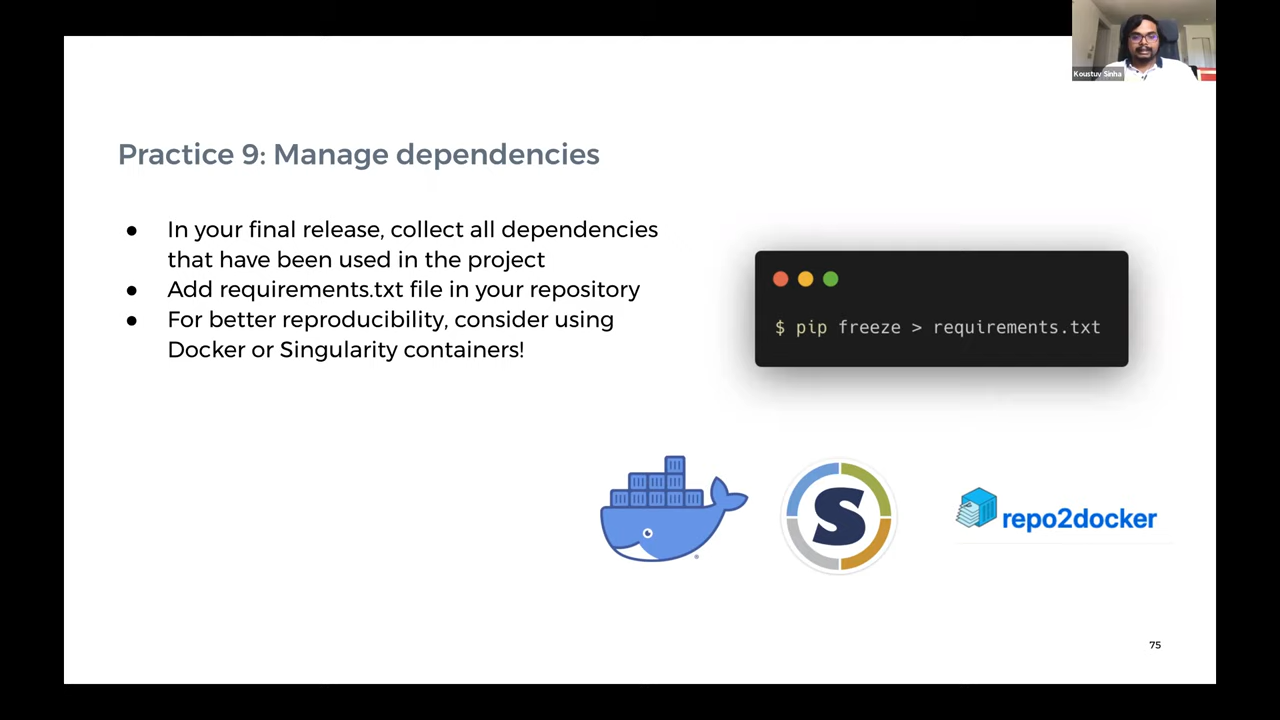 Koustuv Sinha
Practice 9: Manage dependencies
● In your final release, collect all dependencies
that have been used in the project
● Add requirements.txt file in your repository
● For better reproducibility, consider using
Docker or Singularity containers!
$ pip freeze > requirements.txt
S
repo2docker
75